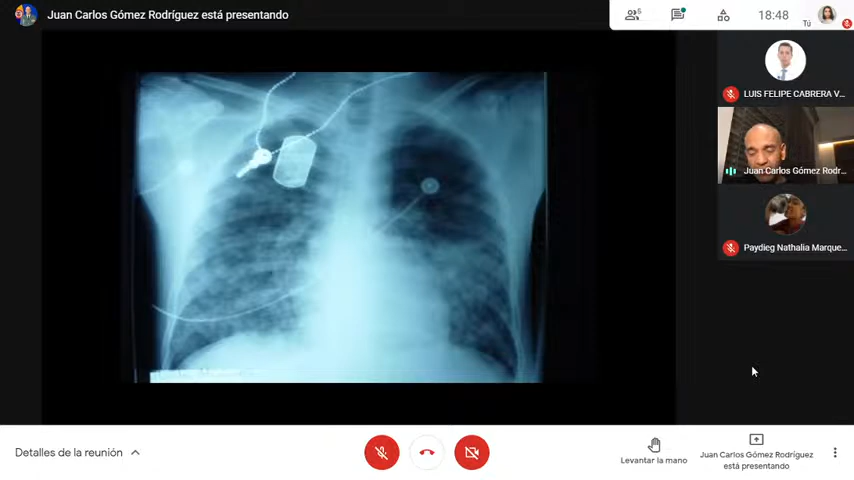 Juan Carlos Gómez Rodríguez está presentando
5
18:48
Tú
LUIS FELIPE CABRERA V...
Juan Carlos Gómez Rodr...
Paydieg Nathalia Marque...
Detalles de la reunión
Levantar la mano
Juan Carlos Gómez Rodríguez
está presentando